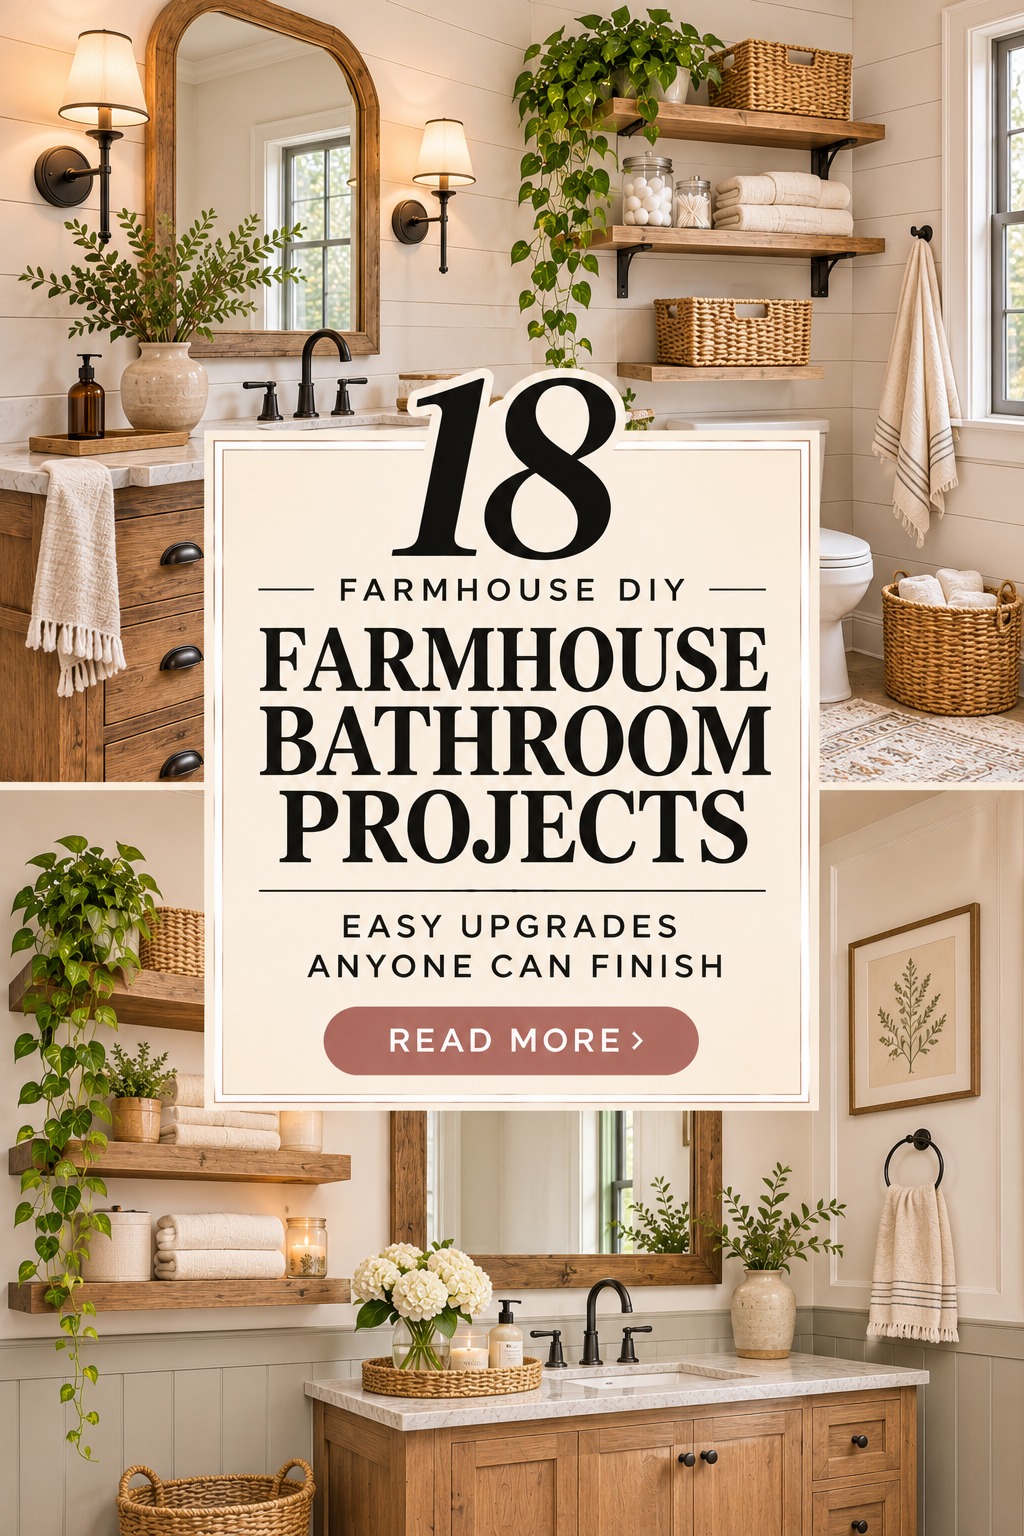 18
FARMHOUSE DIY
FARMHOUSE
BATHROOM
PROJECTS
EASY UPGRADES
ANYONE CAN FINISH
READ MORE >